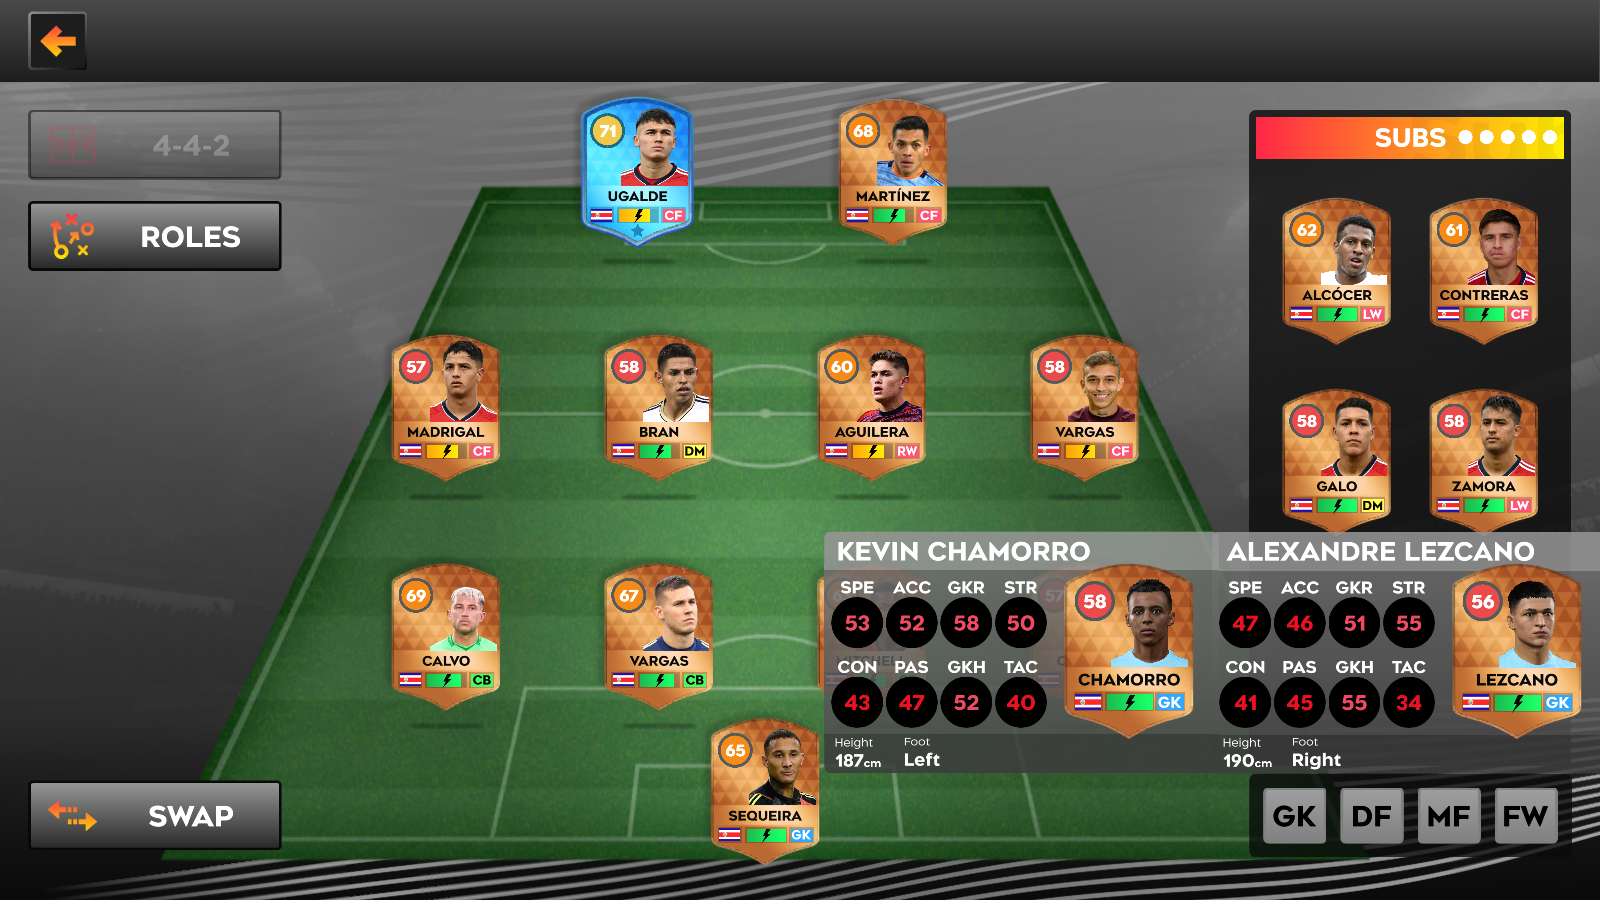 4-4-2
ROLES
SWAP
71
UGALDE
CF
68
MARTÍNEZ
CF
57
MADRIGAL
CF
58
BRAN
DM
60
AGUILERA
RW
58
VARGAS
CF
69
CALVO
CB
67
VARGAS
CB
MITCHELL
57
65
SEQUEIRA
GK
SUBS
62
ALCÓCER
LW
61
CONTRERAS
CF
58
GALO
DM
58
ZAMORA
LW
KEVIN CHAMORRO
SPE ACC GKR STR
53 52 58 50
CON PAS GKH TAC
43 47 52 40
Height Foot
187cm Left
58
CHAMORRO
GK
ALEXANDRE LEZCANO
SPE ACC GKR STR
47 46 51 55
CON PAS GKH TAC
41 45 55 34
Height Foot
190cm Right
56
LEZCANO
GK
GK DF MF FW